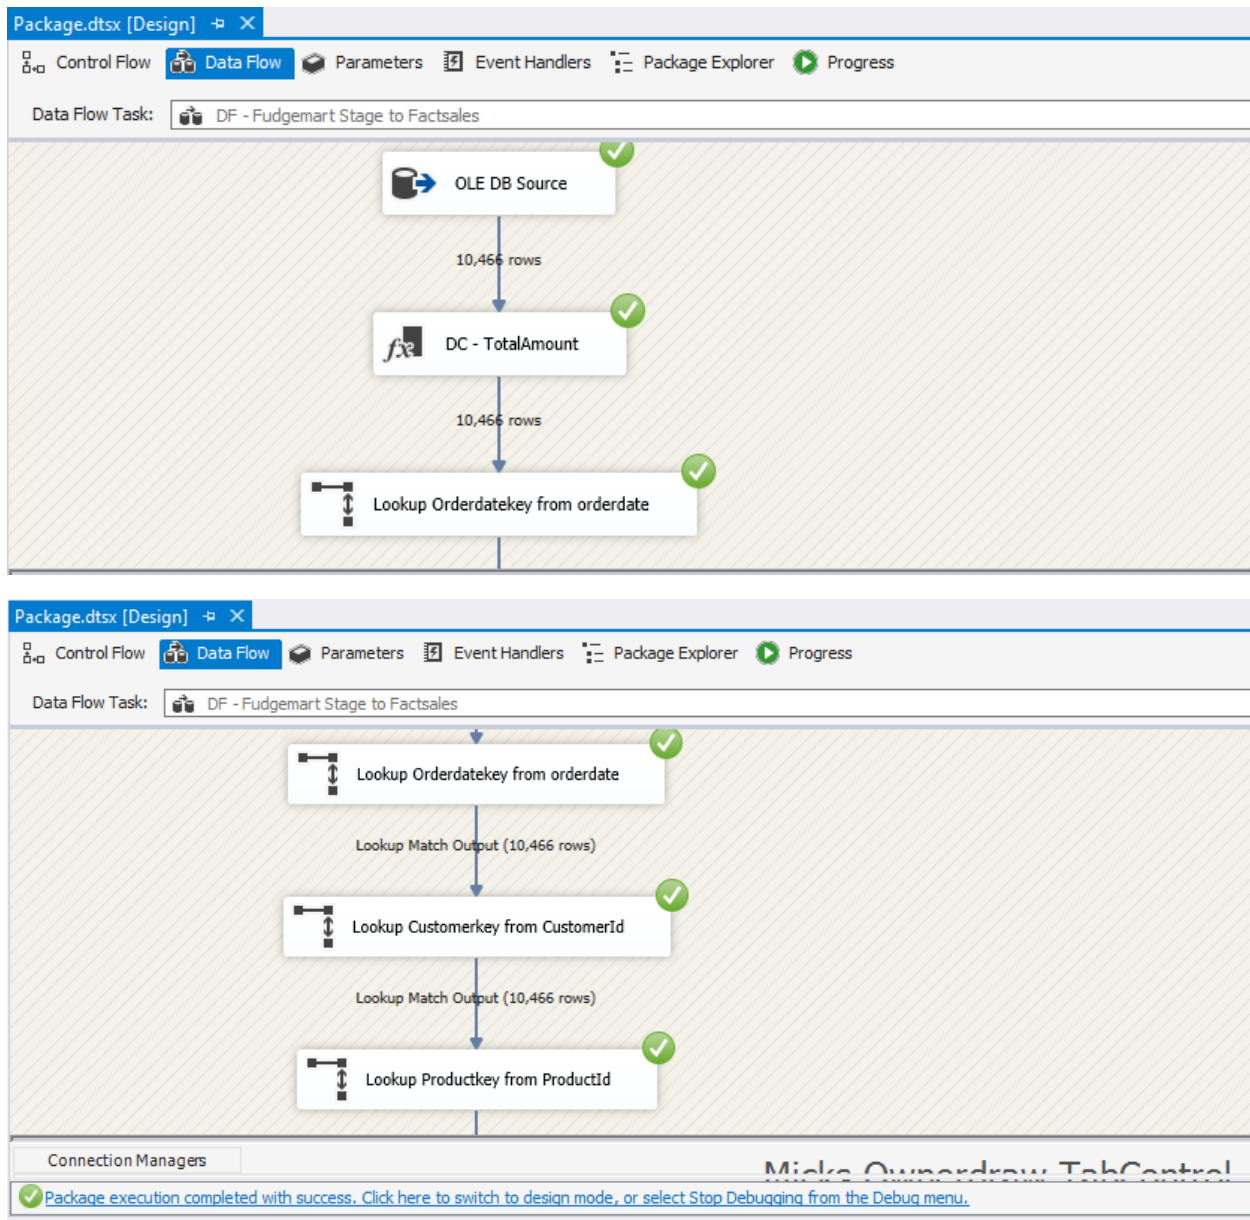 Package.dtsx [Design]
Control Flow Data Flow Parameters Event Handlers Package Explorer Progress
Data Flow Task: DF - Fudgemart Stage to Factsales
OLE DB Source
10,466 rows
DC - TotalAmount
10,466 rows
Lookup Orderdatekey from orderdate
Package.dtsx [Design]
Control Flow Data Flow Parameters Event Handlers Package Explorer Progress
Data Flow Task: DF - Fudgemart Stage to Factsales
Lookup Orderdatekey from orderdate
Lookup Match Output (10,466 rows)
Lookup Customerkey from CustomerId
Lookup Match Output (10,466 rows)
Lookup Productkey from ProductId
Connection Managers
Micks Ownerdraw TabControl
Package execution completed with success. Click here to switch to design mode, or select Stop Debugging from the Debug menu.